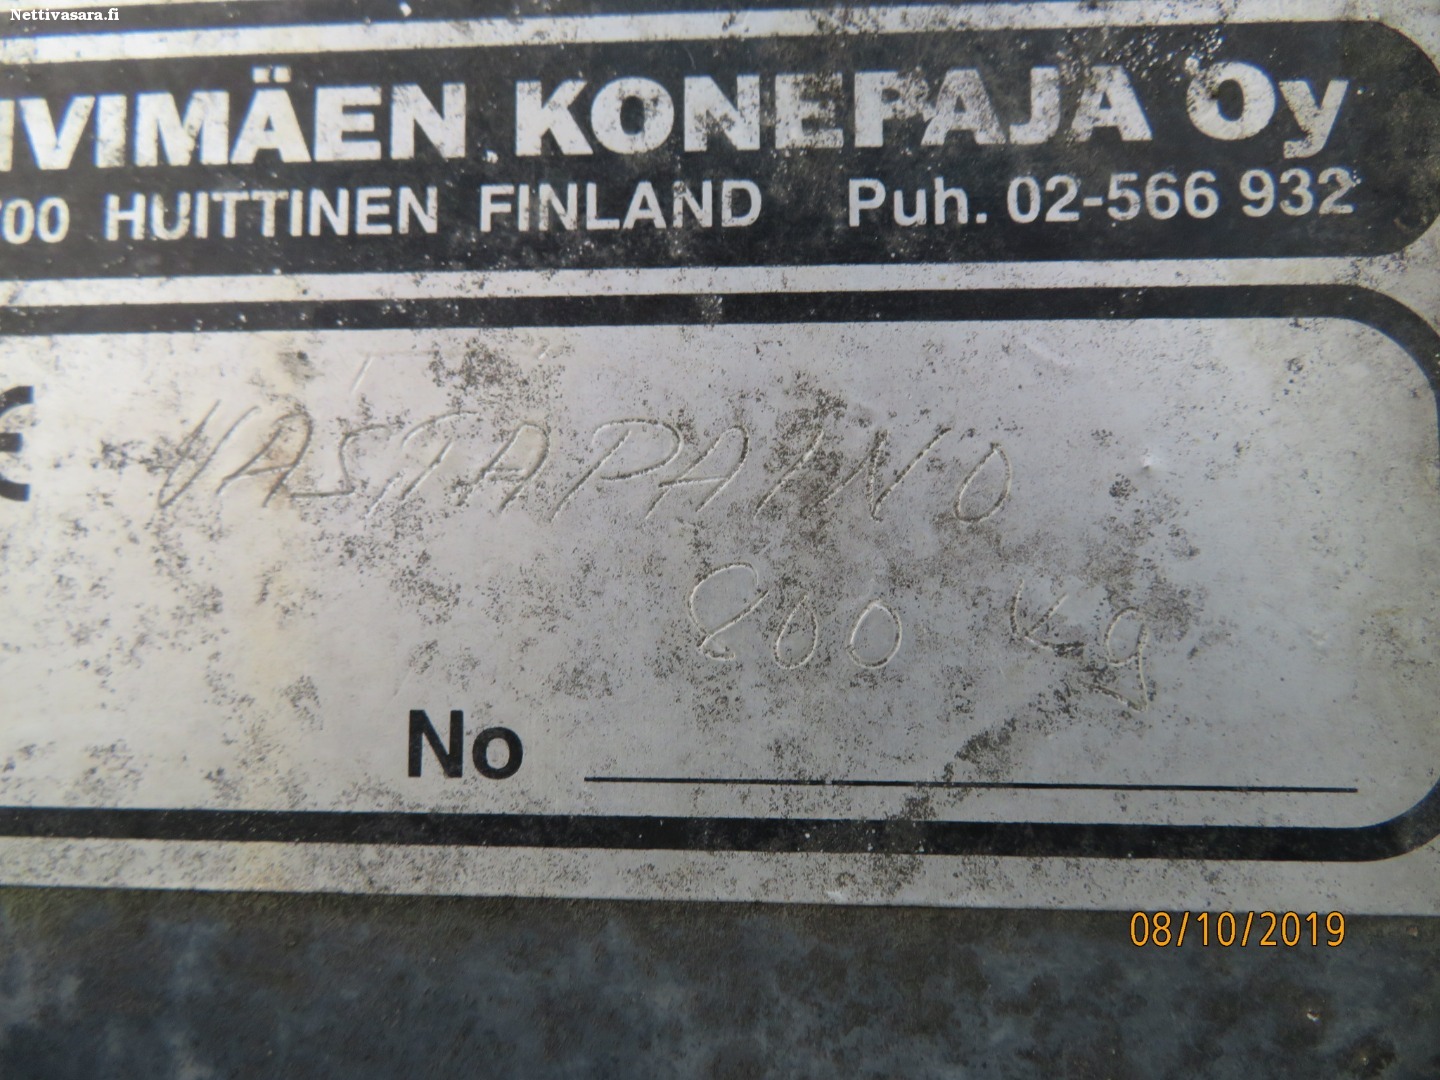 Nettivasara.fi
IVIMÄEN KONEPAJA Oy
700 HUITTINEN FINLAND Puh. 02-566 932
CE VASTAPAINO
800 kg
No
08/10/2019